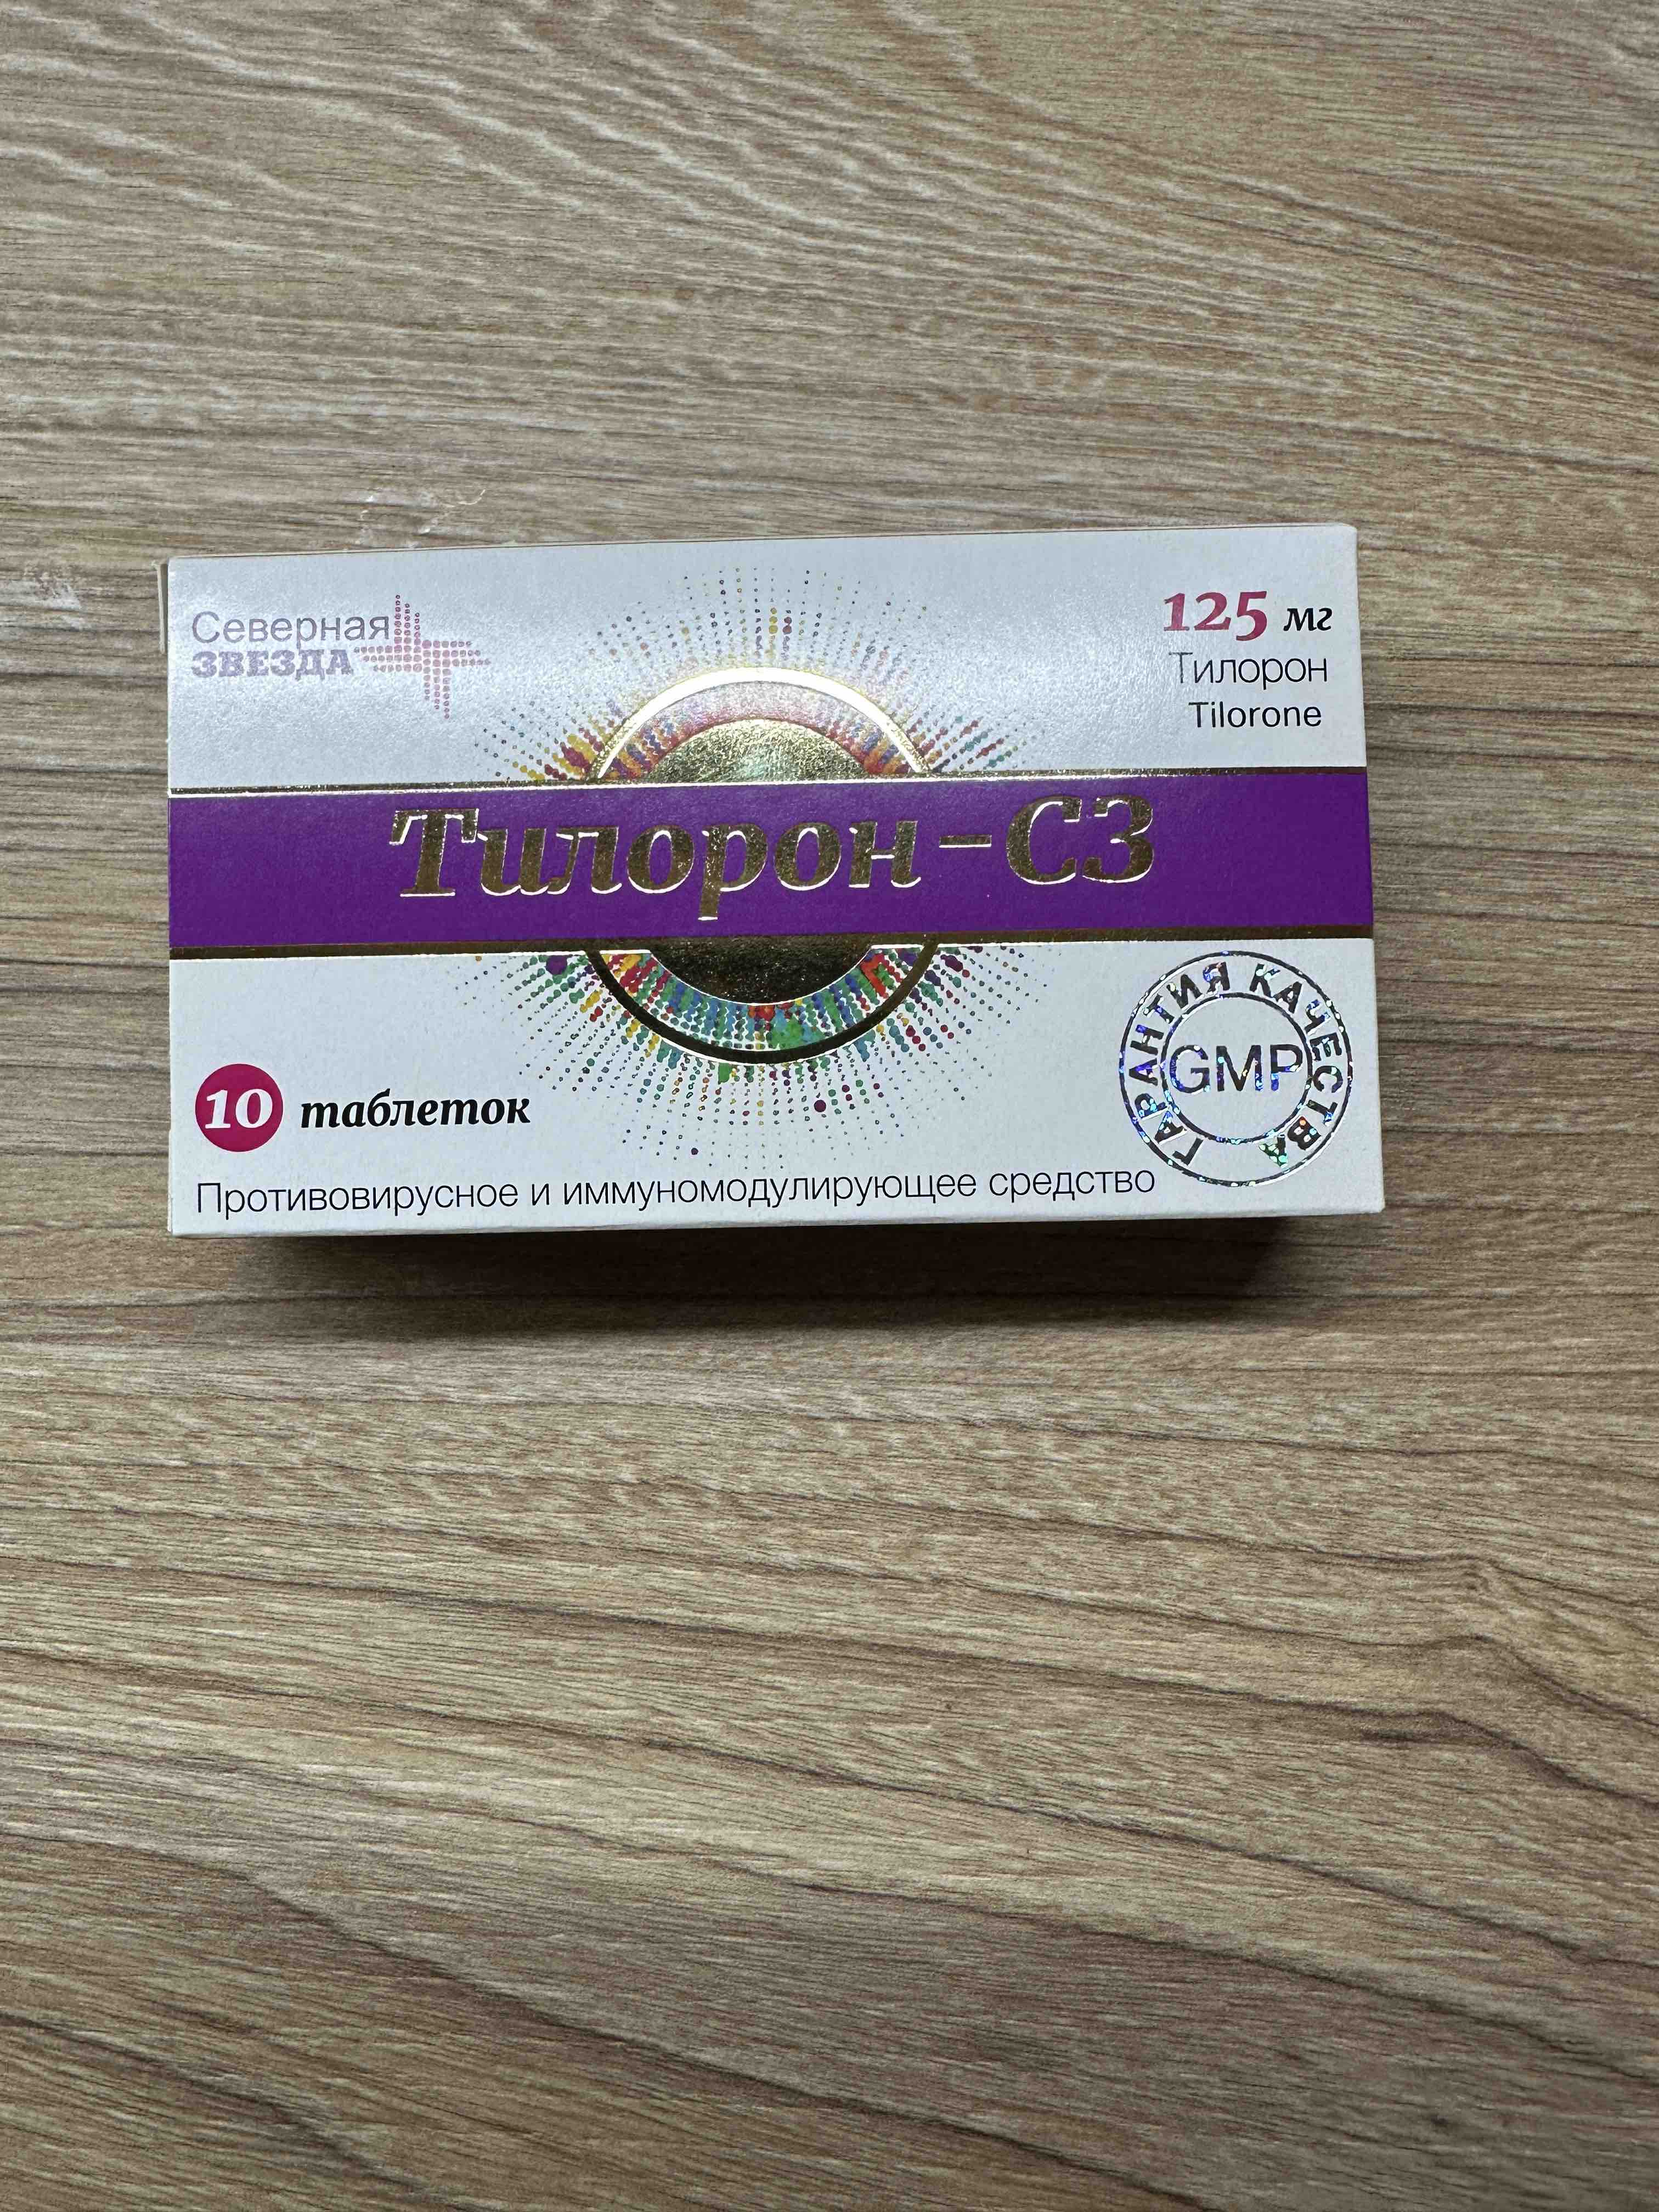 Северная
ЗВЕЗДА
125 мг
Тилорон
Tilorone
Тилорон-СЗ
10 таблеток
ГАРАНТИЯ КАЧЕСТВА
GMP
Противовирусное и иммуномодулирующее средство